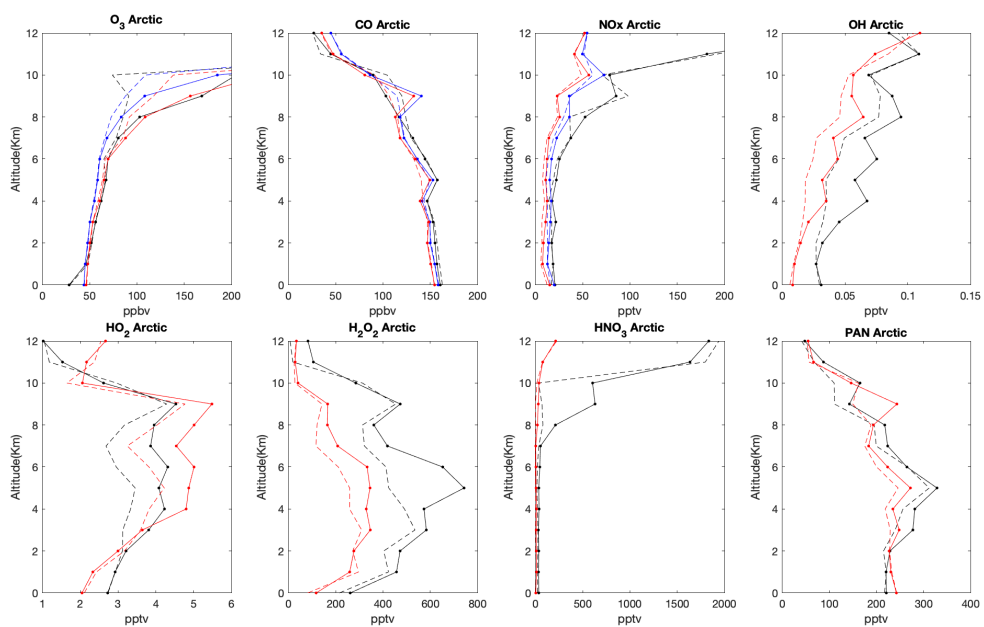 O3 Arctic
CO Arctic
NOx Arctic
OH Arctic
12
10
8
6
4
2
0
Altitude(Km)
0 50 100 150 200
ppbv
12
10
8
6
4
2
0
Altitude(Km)
0 50 100 150 200
ppbv
12
10
8
6
4
2
0
Altitude(Km)
0 50 100 150 200
pptv
12
10
8
6
4
2
0
Altitude(Km)
0 0.05 0.1 0.15
pptv
HO2 Arctic
H2O2 Arctic
HNO3 Arctic
PAN Arctic
12
10
8
6
4
2
0
Altitude(Km)
1 2 3 4 5 6
pptv
12
10
8
6
4
2
0
Altitude(Km)
0 200 400 600 800
pptv
12
10
8
6
4
2
0
Altitude(Km)
0 500 1000 1500 2000
pptv
12
10
8
6
4
2
0
Altitude(Km)
0 100 200 300 400
pptv